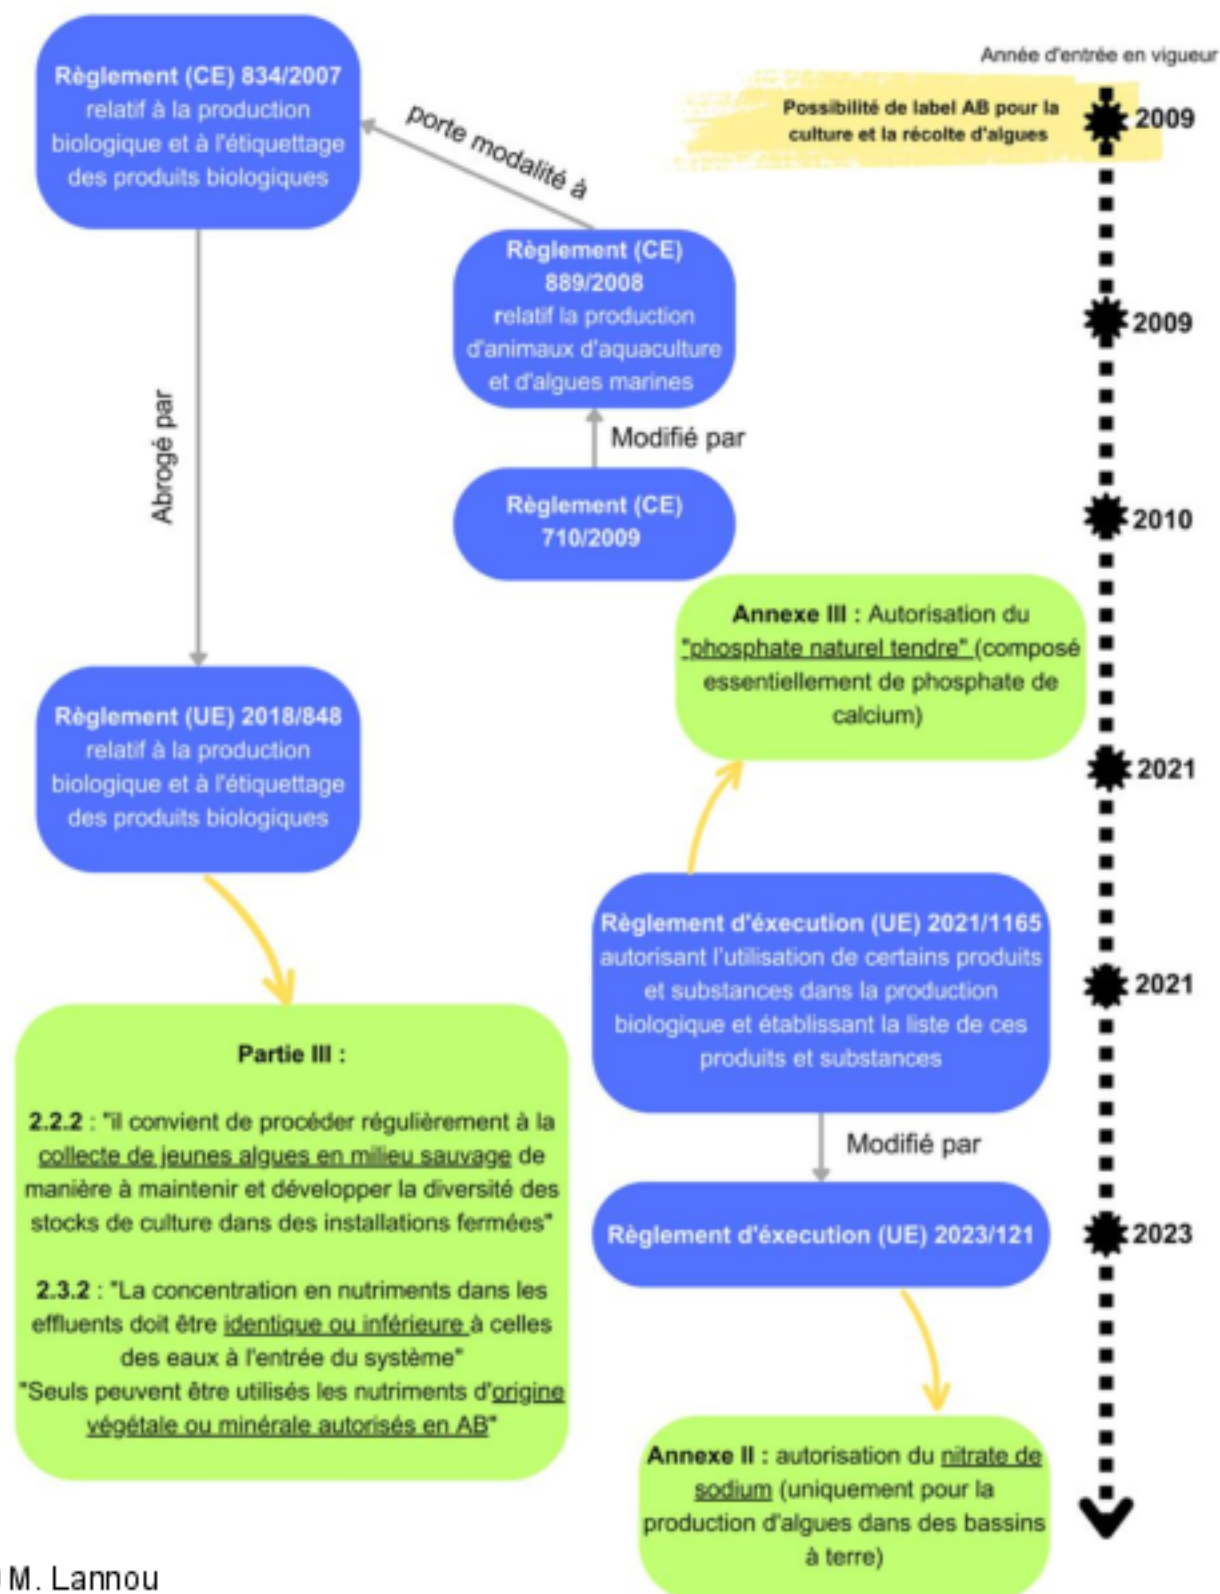 Année d'entrée en vigueur
Règlement (CE) 834/2007
relatif à la production
biologique et à l'étiquettage
des produits biologiques
porte modalité à
Possibilité de label AB pour la
culture et la récolte d'algues
2009
Règlement (CE)
889/2008
relatif la production
d'animaux d'aquaculture
et d'algues marines
2009
Abrogé par
Modifié par
Règlement (CE)
710/2009
2010
Annexe III : Autorisation du
"phosphate naturel tendre" (composé
essentiellement de phosphate de
calcium)
Règlement (UE) 2018/848
relatif à la production
biologique et à l'étiquettage
des produits biologiques
2021
Règlement d'éxecution (UE) 2021/1165
autorisant l'utilisation de certains produits
et substances dans la production
biologique et établissant la liste de ces
produits et substances
2021
Partie III :
2.2.2 : "il convient de procéder régulièrement à la
collecte de jeunes algues en milieu sauvage de
manière à maintenir et développer la diversité des
stocks de culture dans des installations fermées"
2.3.2 : "La concentration en nutriments dans les
effluents doit être identique ou inférieure à celles
des eaux à l'entrée du système"
"Seuls peuvent être utilisés les nutriments d'origine
végétale ou minérale autorisés en AB"
Modifié par
Règlement d'éxecution (UE) 2023/121
2023
Annexe II : autorisation du nitrate de
sodium (uniquement pour la
production d'algues dans des bassins
à terre)
M. Lannou